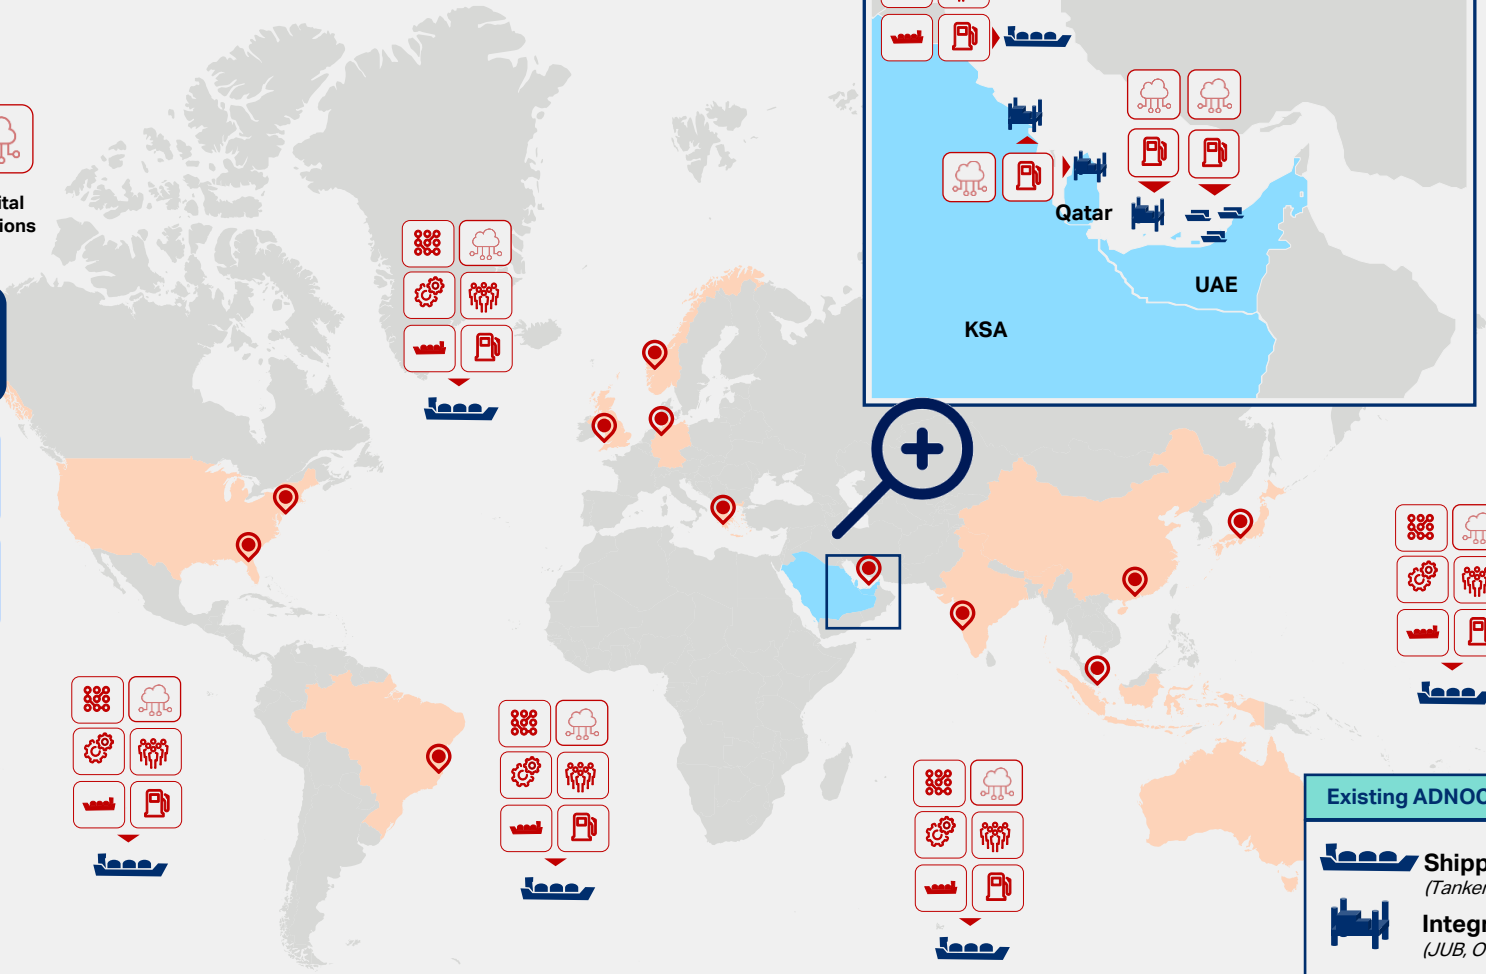 ital
ions
Qatar
UAE
KSA
Existing ADNOC
Shipp
(Tanker
Integr
(JUB, O